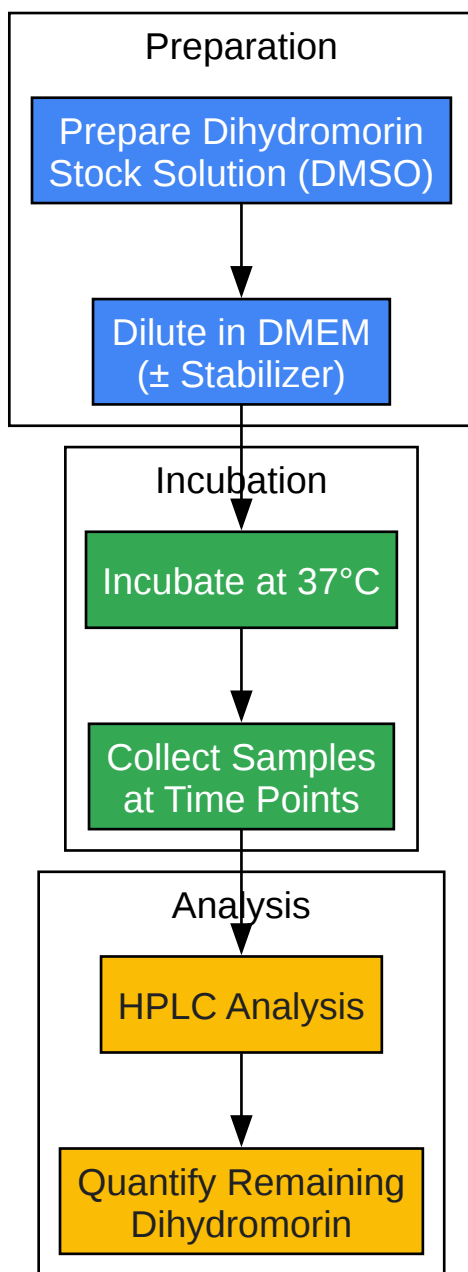 Preparation
Prepare Dihydromorin
Stock Solution (DMSO)
Dilute in DMEM
(± Stabilizer)
Incubation
Incubate at 37°C
Collect Samples
at Time Points
Analysis
HPLC Analysis
Quantify Remaining
Dihydromorin